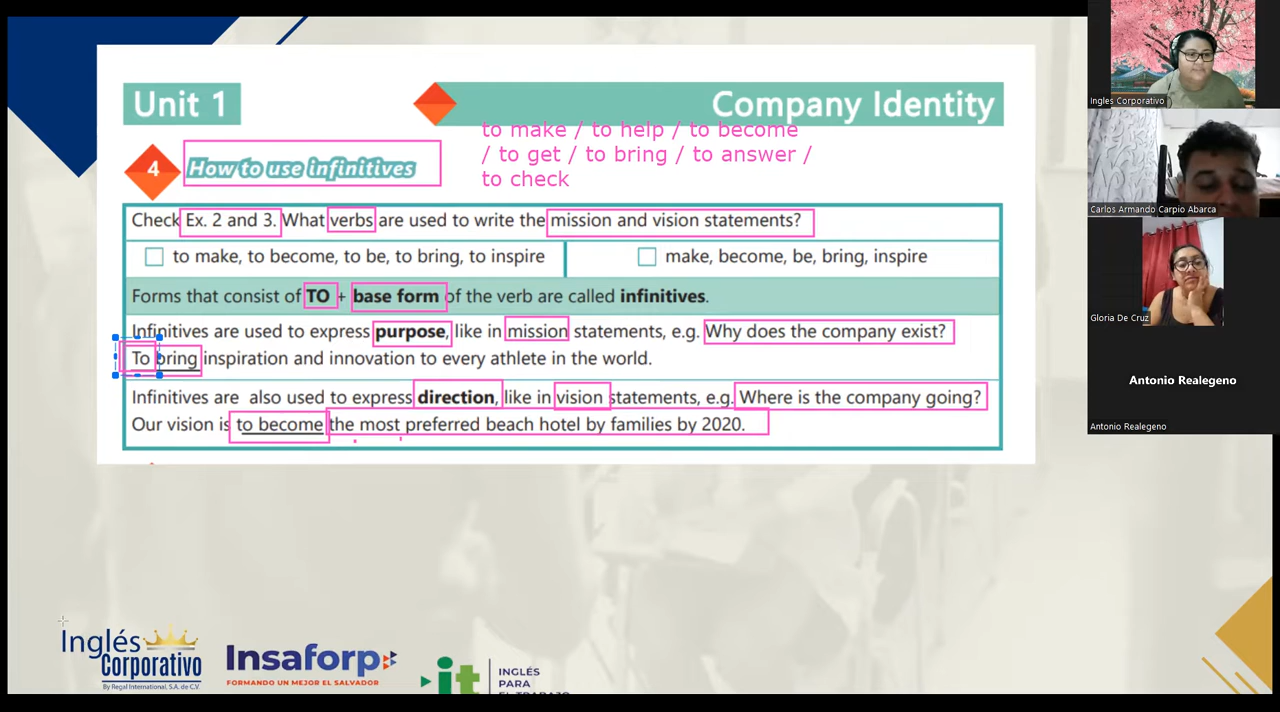 Unit 1
Company Identity
to make / to help / to become
/ to get / to bring / to answer /
to check
4
How to use infinitives
Check Ex. 2 and 3. What verbs are used to write the mission and vision statements?
to make, to become, to be, to bring, to inspire
make, become, be, bring, inspire
Forms that consist of TO + base form of the verb are called infinitives.
Infinitives are used to express purpose, like in mission statements, e.g. Why does the company exist?
To bring inspiration and innovation to every athlete in the world.
Infinitives are also used to express direction, like in vision statements, e.g. Where is the company going?
Our vision is to become the most preferred beach hotel by families by 2020.
Inglés
Corporativo
By Regal International, S.A. de C.V.
Insaforp
FORMANDO UN MEJOR EL SALVADOR
it
INGLÉS
PARA
EL TRABAJO
Ingles Corporativo
Carlos Armando Carpio Abarca
Gloria De Cruz
Antonio Realegeno
Antonio Realegeno